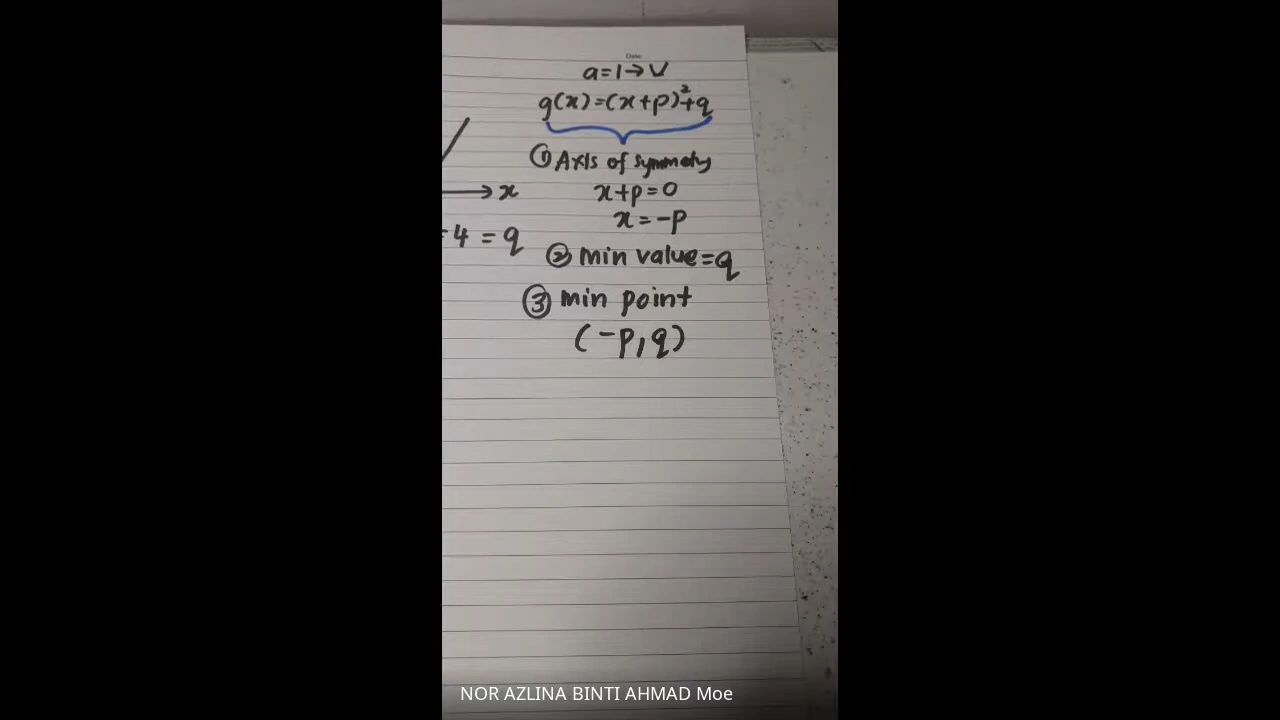 Date:
a=1→∨
g(x)=(x+p)²+q
① Axis of symmetry
x+p=0
→ x
x=-p
-4 = q
② min value=q
③ min point
(-p,q)
NOR AZLINA BINTI AHMAD Moe